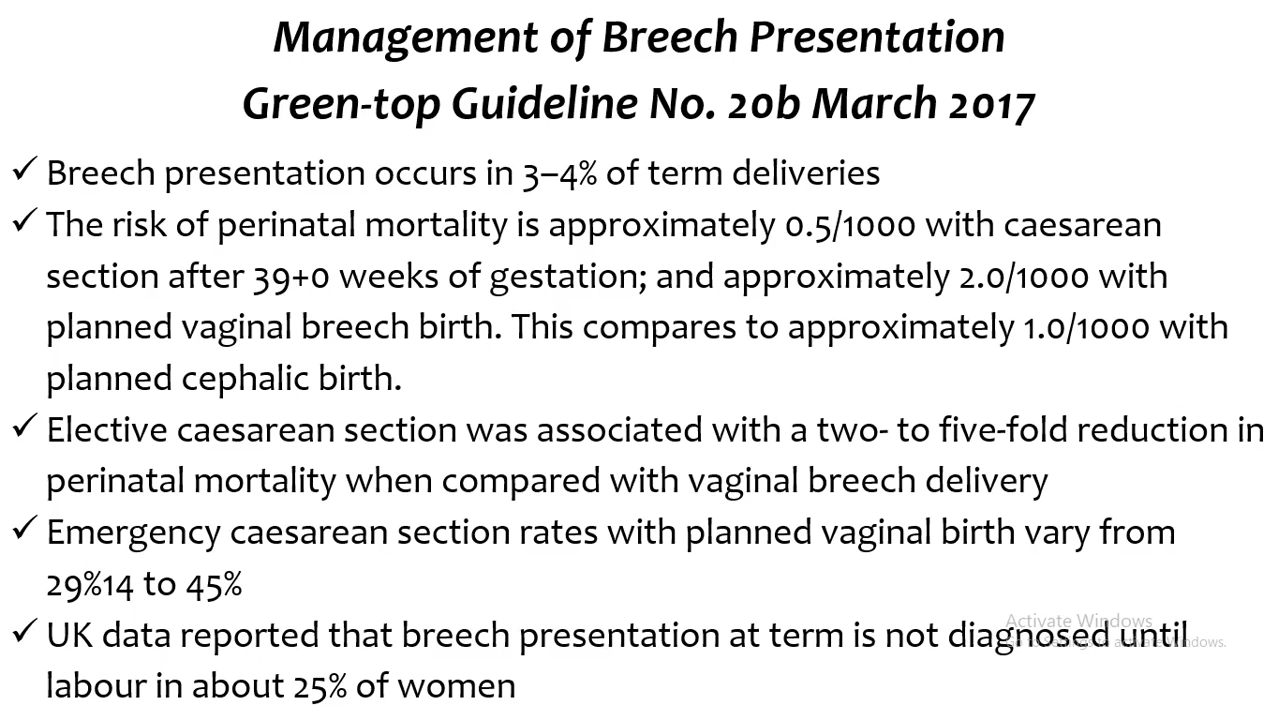 Management of Breech Presentation
Green-top Guideline No. 20b March 2017
✓ Breech presentation occurs in 3–4% of term deliveries
✓ The risk of perinatal mortality is approximately 0.5/1000 with caesarean
section after 39+0 weeks of gestation; and approximately 2.0/1000 with
planned vaginal breech birth. This compares to approximately 1.0/1000 with
planned cephalic birth.
✓ Elective caesarean section was associated with a two- to five-fold reduction in
perinatal mortality when compared with vaginal breech delivery
✓ Emergency caesarean section rates with planned vaginal birth vary from
29%14 to 45%
Activate Windows
✓ UK data reported that breech presentation at term is not diagnosed until
to activate Windows.
labour in about 25% of women